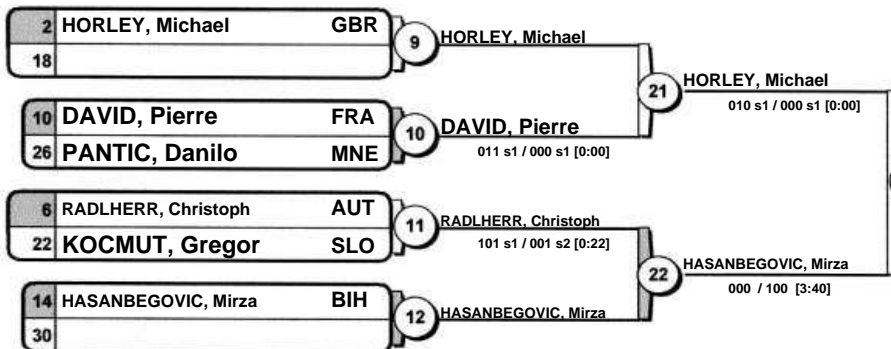 2 HORLEY, Michael GBR
18
9
HORLEY, Michael
10 DAVID, Pierre FRA
26 PANTIC, Danilo MNE
10
DAVID, Pierre
011 s1 / 000 s1 [0:00]
21
HORLEY, Michael
010 s1 / 000 s1 [0:00]
6 RADLHERR, Christoph AUT
22 KOCMUT, Gregor SLO
11
RADLHERR, Christoph
101 s1 / 001 s2 [0:22]
14 HASANBEGOVIC, Mirza BIH
30
12
HASANBEGOVIC, Mirza
22
HASANBEGOVIC, Mirza
000 / 100 [3:40]